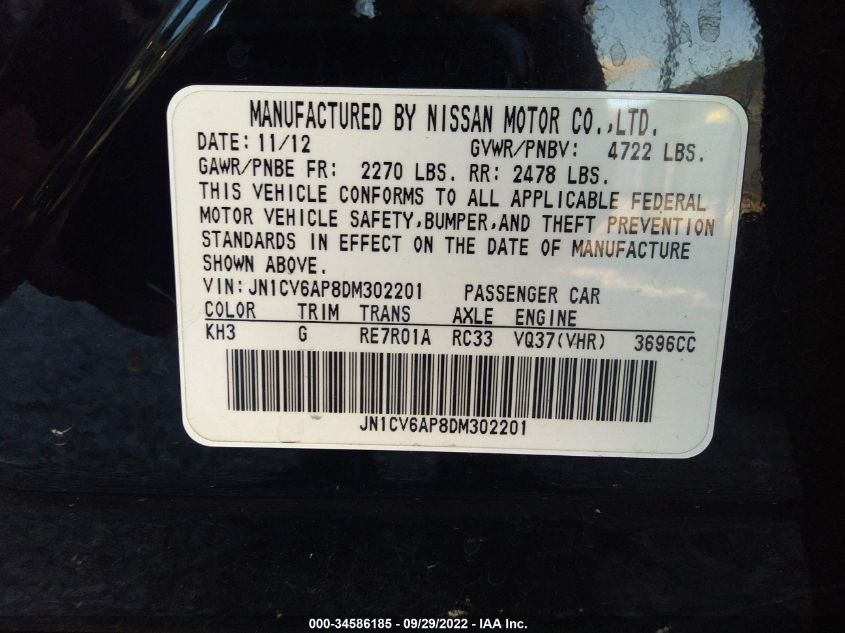 MANUFACTURED BY NISSAN MOTOR CO.,LTD.
DATE: 11/12 GVWR/PNBV: 4722 LBS.
GAWR/PNBE FR: 2270 LBS. RR: 2478 LBS.
THIS VEHICLE CONFORMS TO ALL APPLICABLE FEDERAL
MOTOR VEHICLE SAFETY,BUMPER,AND THEFT PREVENTION
STANDARDS IN EFFECT ON THE DATE OF MANUFACTURE
SHOWN ABOVE.
VIN: JN1CV6AP8DM302201 PASSENGER CAR
COLOR TRIM TRANS AXLE ENGINE
KH3 G RE7R01A RC33 VQ37(VHR) 3696CC
JN1CV6AP8DM302201
000-34586185 - 09/29/2022 - IAA Inc.